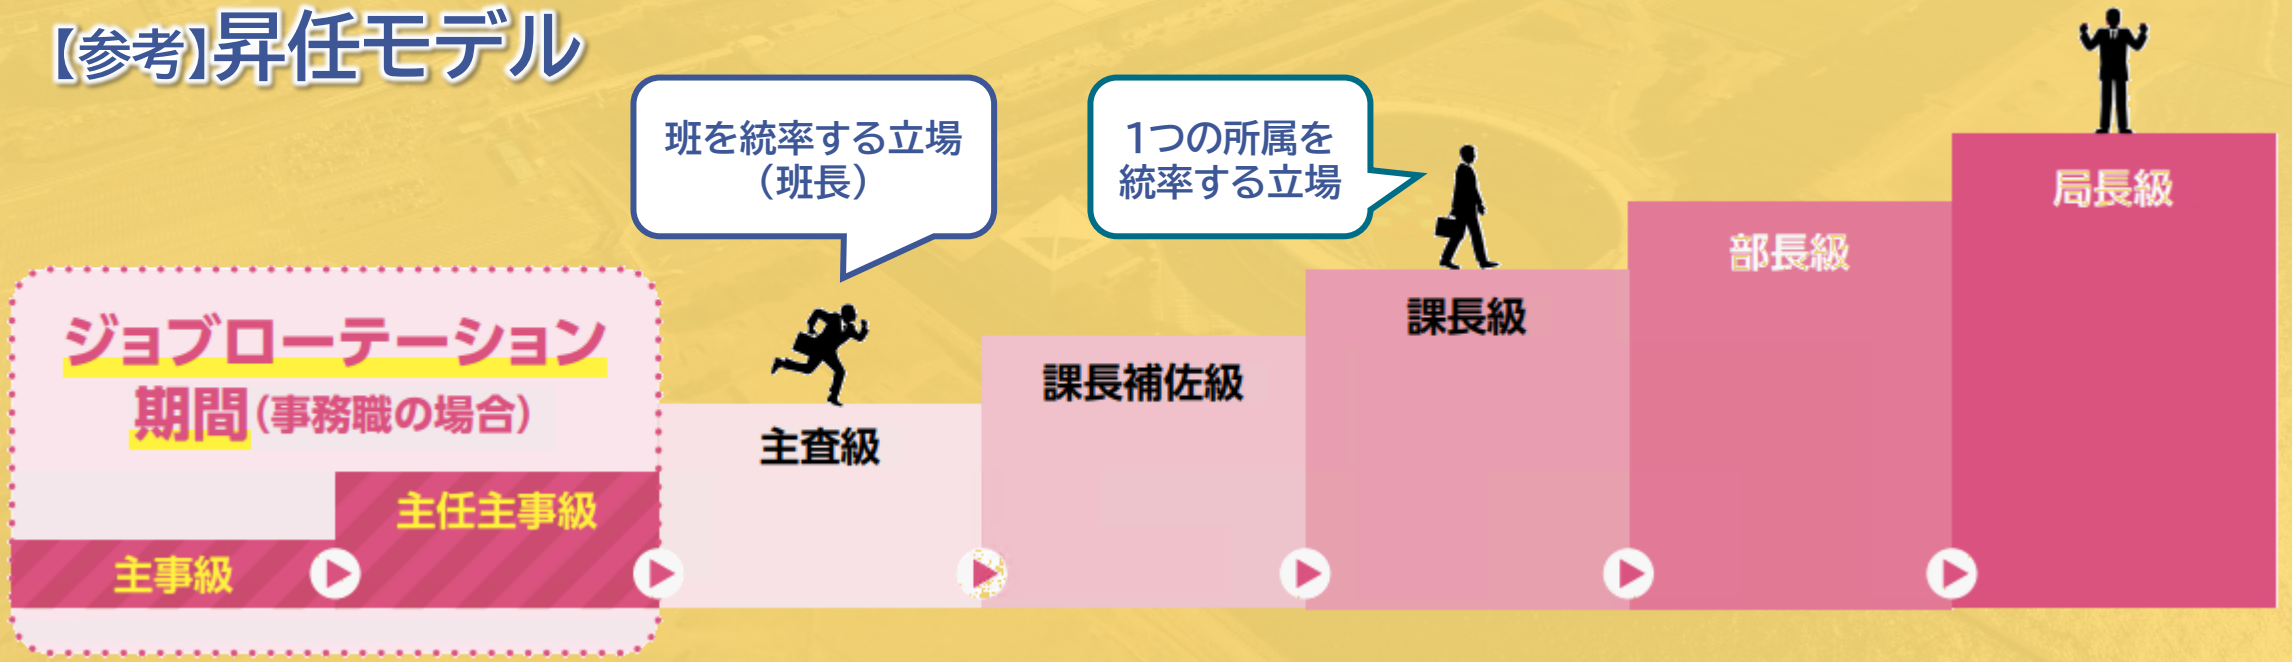 【参考】昇任モデル
班を統率する立場
（班長）
1つの所属を
統率する立場
ジョブローテーション
期間（事務職の場合）
主事級
主任主事級
主査級
課長補佐級
課長級
部長級
局長級